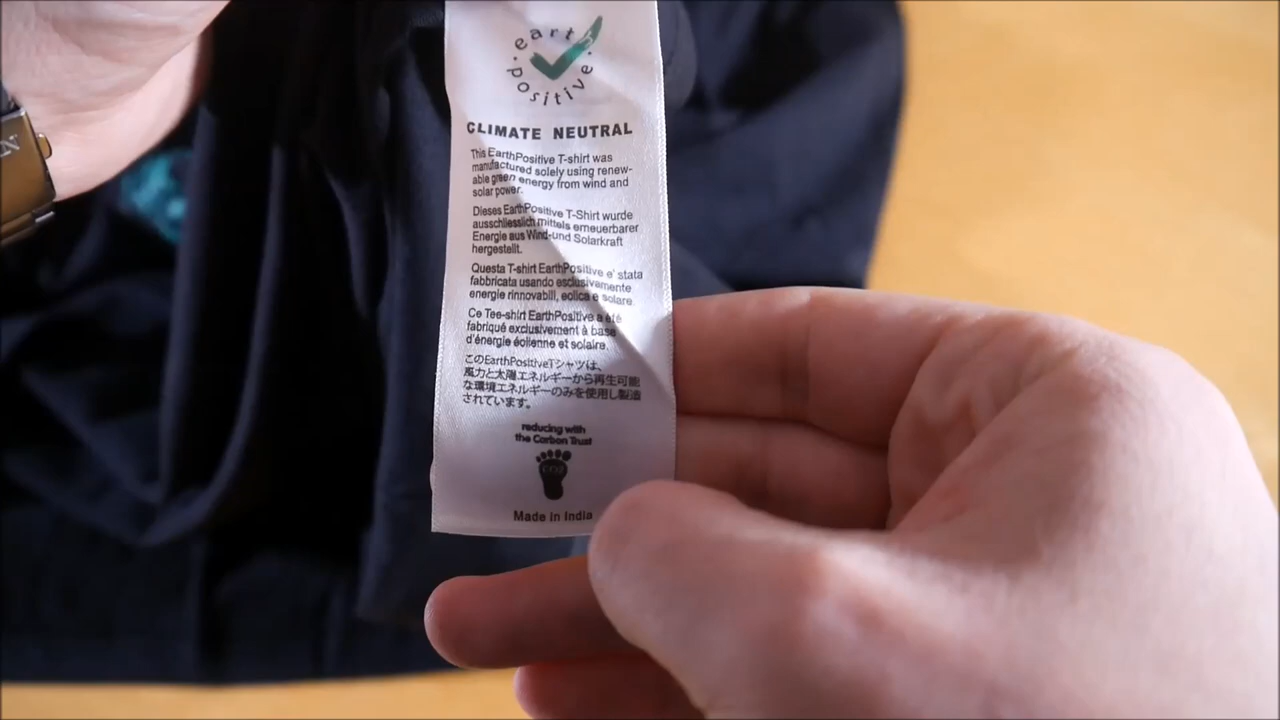 earth
positive
CLIMATE NEUTRAL
This EarthPositive T-shirt was
manufactured solely using renew-
able green energy from wind and
solar power.
Dieses EarthPositive T-Shirt wurde
ausschliesslich mittels erneuerbarer
Energie aus Wind-und Solarkraft
hergestellt.
Questa T-shirt EarthPositive e' stata
fabbricata usando esclusivamente
energie rinnovabili, eolica e solare.
Ce Tee-shirt EarthPositive a été
fabriqué exclusivement à base
d'énergie éolienne et solaire.
このEarthPositiveTシャツは、
風力と太陽エネルギーから再生可能
な環境エネルギーのみを使用し製造
されています。
reducing with
the Carbon Trust
CO2
Made in India